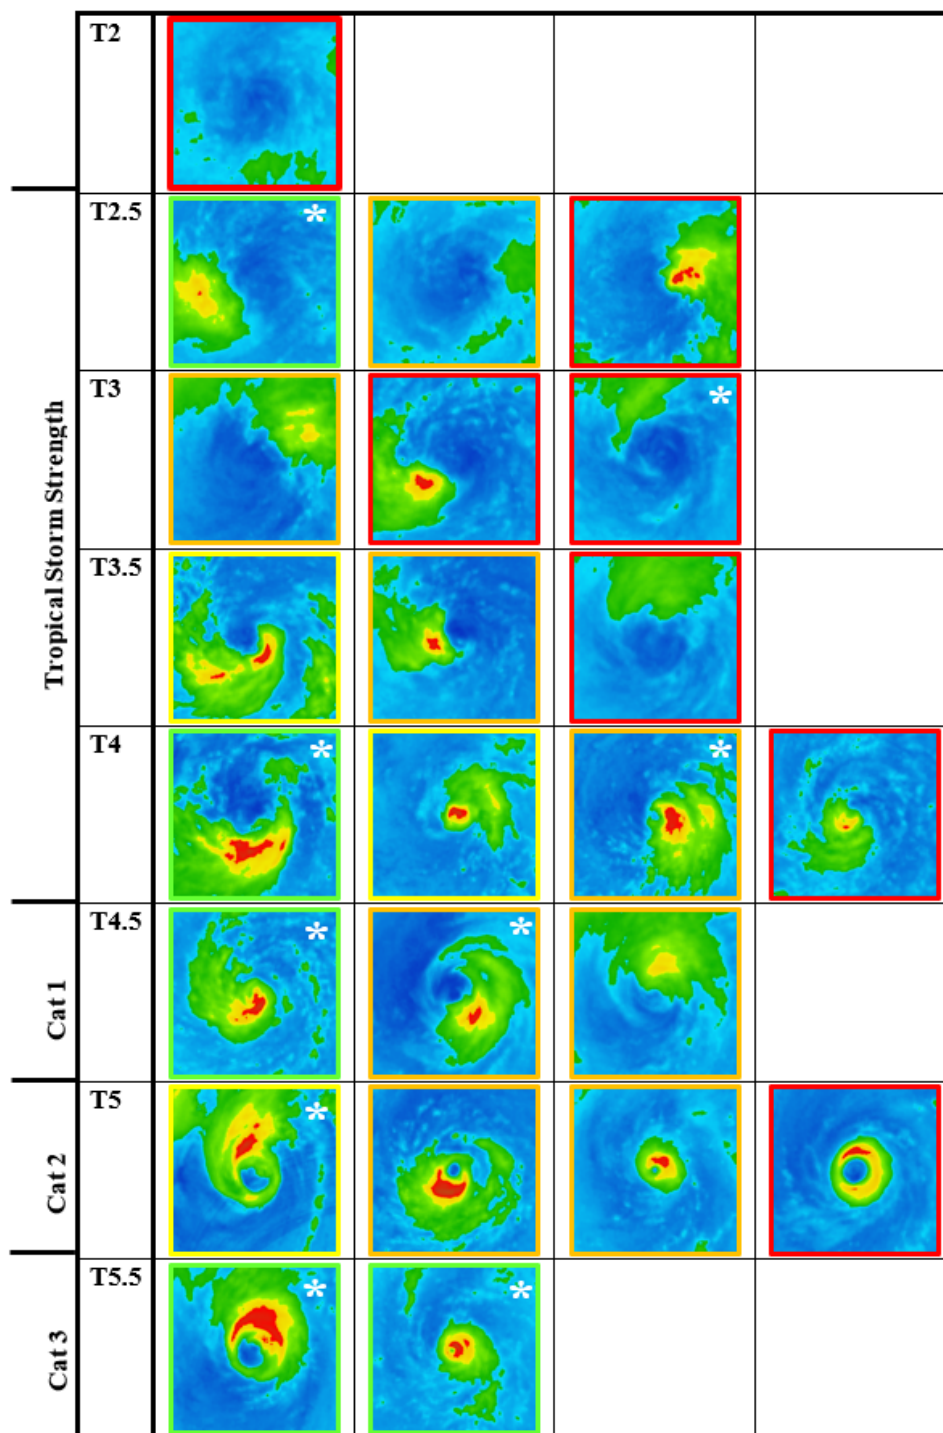 T2
T2.5 *
Tropical Storm Strength
T3 *
T3.5
T4 * *
Cat 1
T4.5 * *
Cat 2
T5 *
Cat 3
T5.5 * *